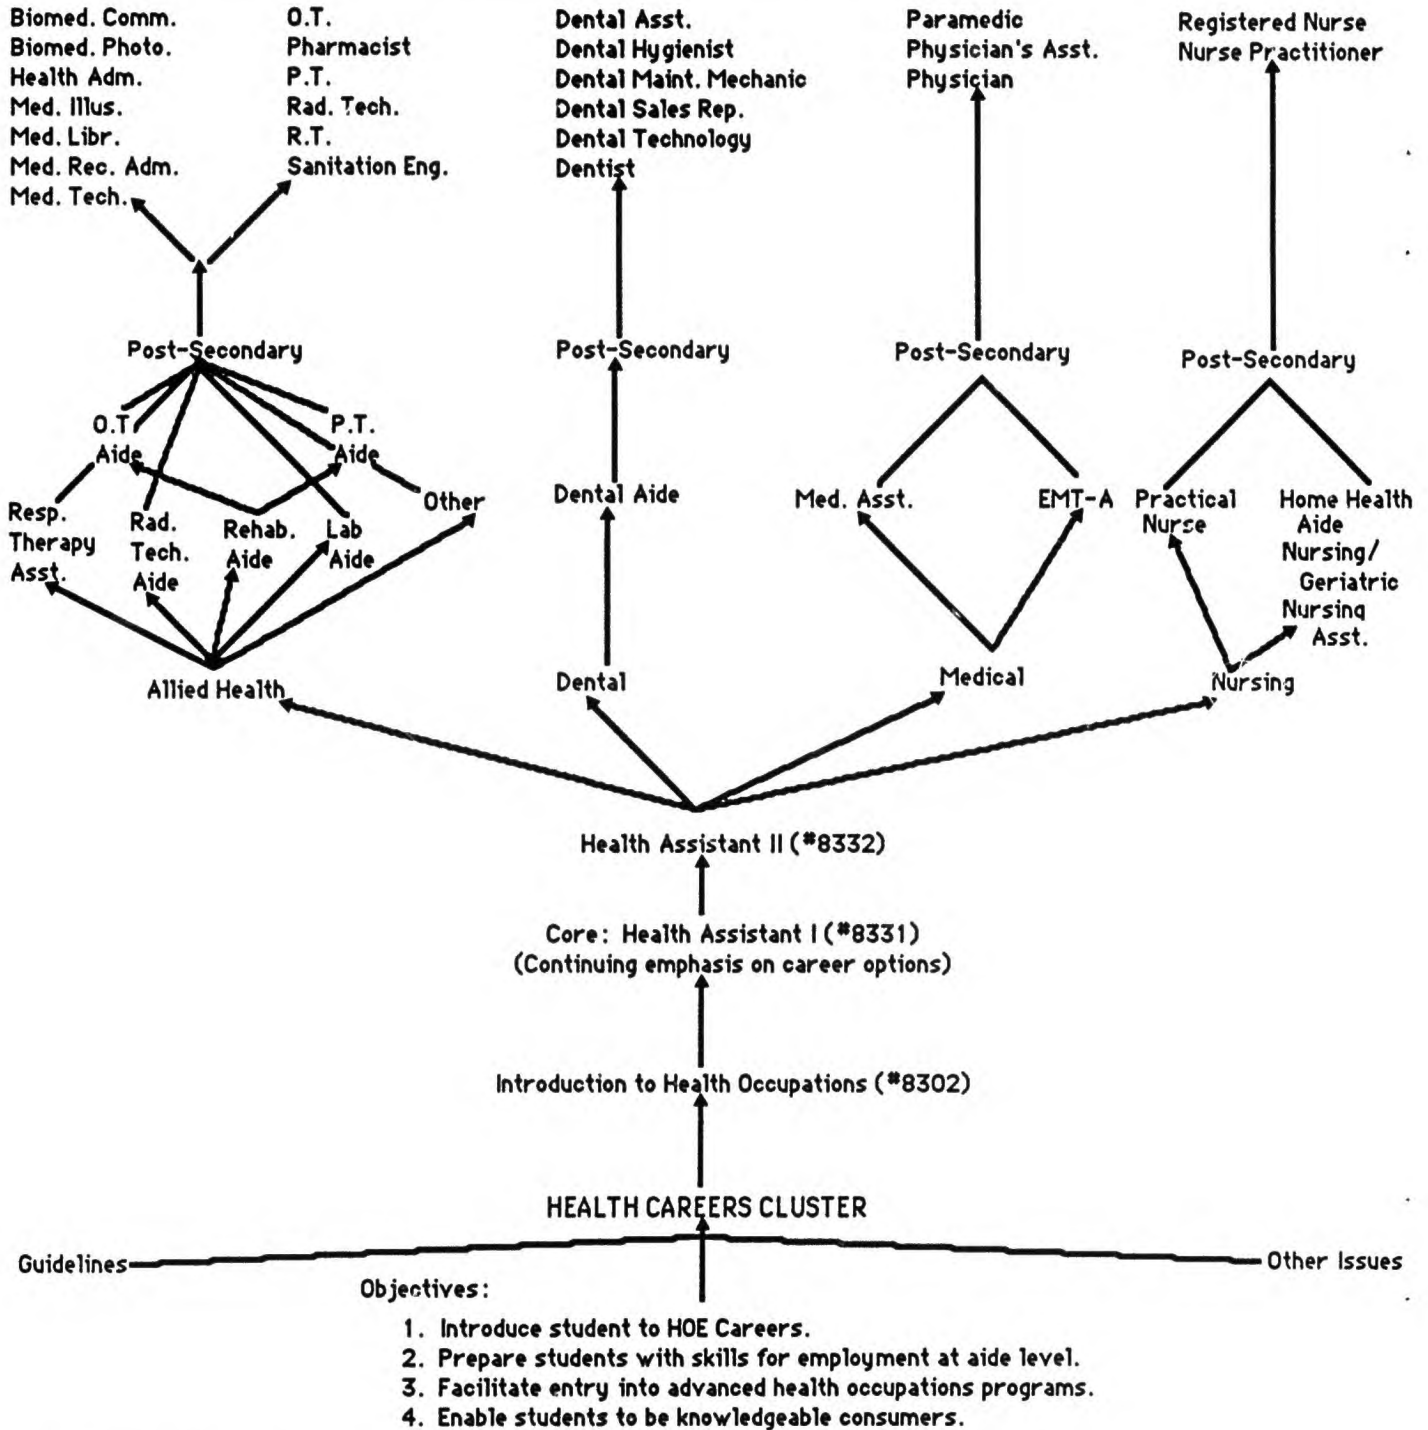 Biomed. Comm.
Biomed. Photo.
Health Adm.
Med. Illus.
Med. Libr.
Med. Rec. Adm.
Med. Tech.
O.T.
Pharmacist
P.T.
Rad. Tech.
R.T.
Sanitation Eng.
Dental Asst.
Dental Hygienist
Dental Maint. Mechanic
Dental Sales Rep.
Dental Technology
Dentist
Paramedic
Physician's Asst.
Physician
Registered Nurse
Nurse Practitioner
Post-Secondary
Post-Secondary
Post-Secondary
Post-Secondary
O.T
Aide
P.T.
Aide
Resp.
Therapy
Asst.
Rad.
Tech.
Aide
Rehab.
Aide
Lab
Aide
Other
Dental Aide
Med. Asst.
EMT-A
Practical
Nurse
Home Health
Aide
Nursing/
Geriatric
Nursing
Asst.
Allied Health
Dental
Medical
Nursing
Health Assistant II (#8332)
Core: Health Assistant I (#8331)
(Continuing emphasis on career options)
Introduction to Health Occupations (#8302)
HEALTH CAREERS CLUSTER
Guidelines
Other Issues
Objectives:
1. Introduce student to HOE Careers.
2. Prepare students with skills for employment at aide level.
3. Facilitate entry into advanced health occupations programs.
4. Enable students to be knowledgeable consumers.